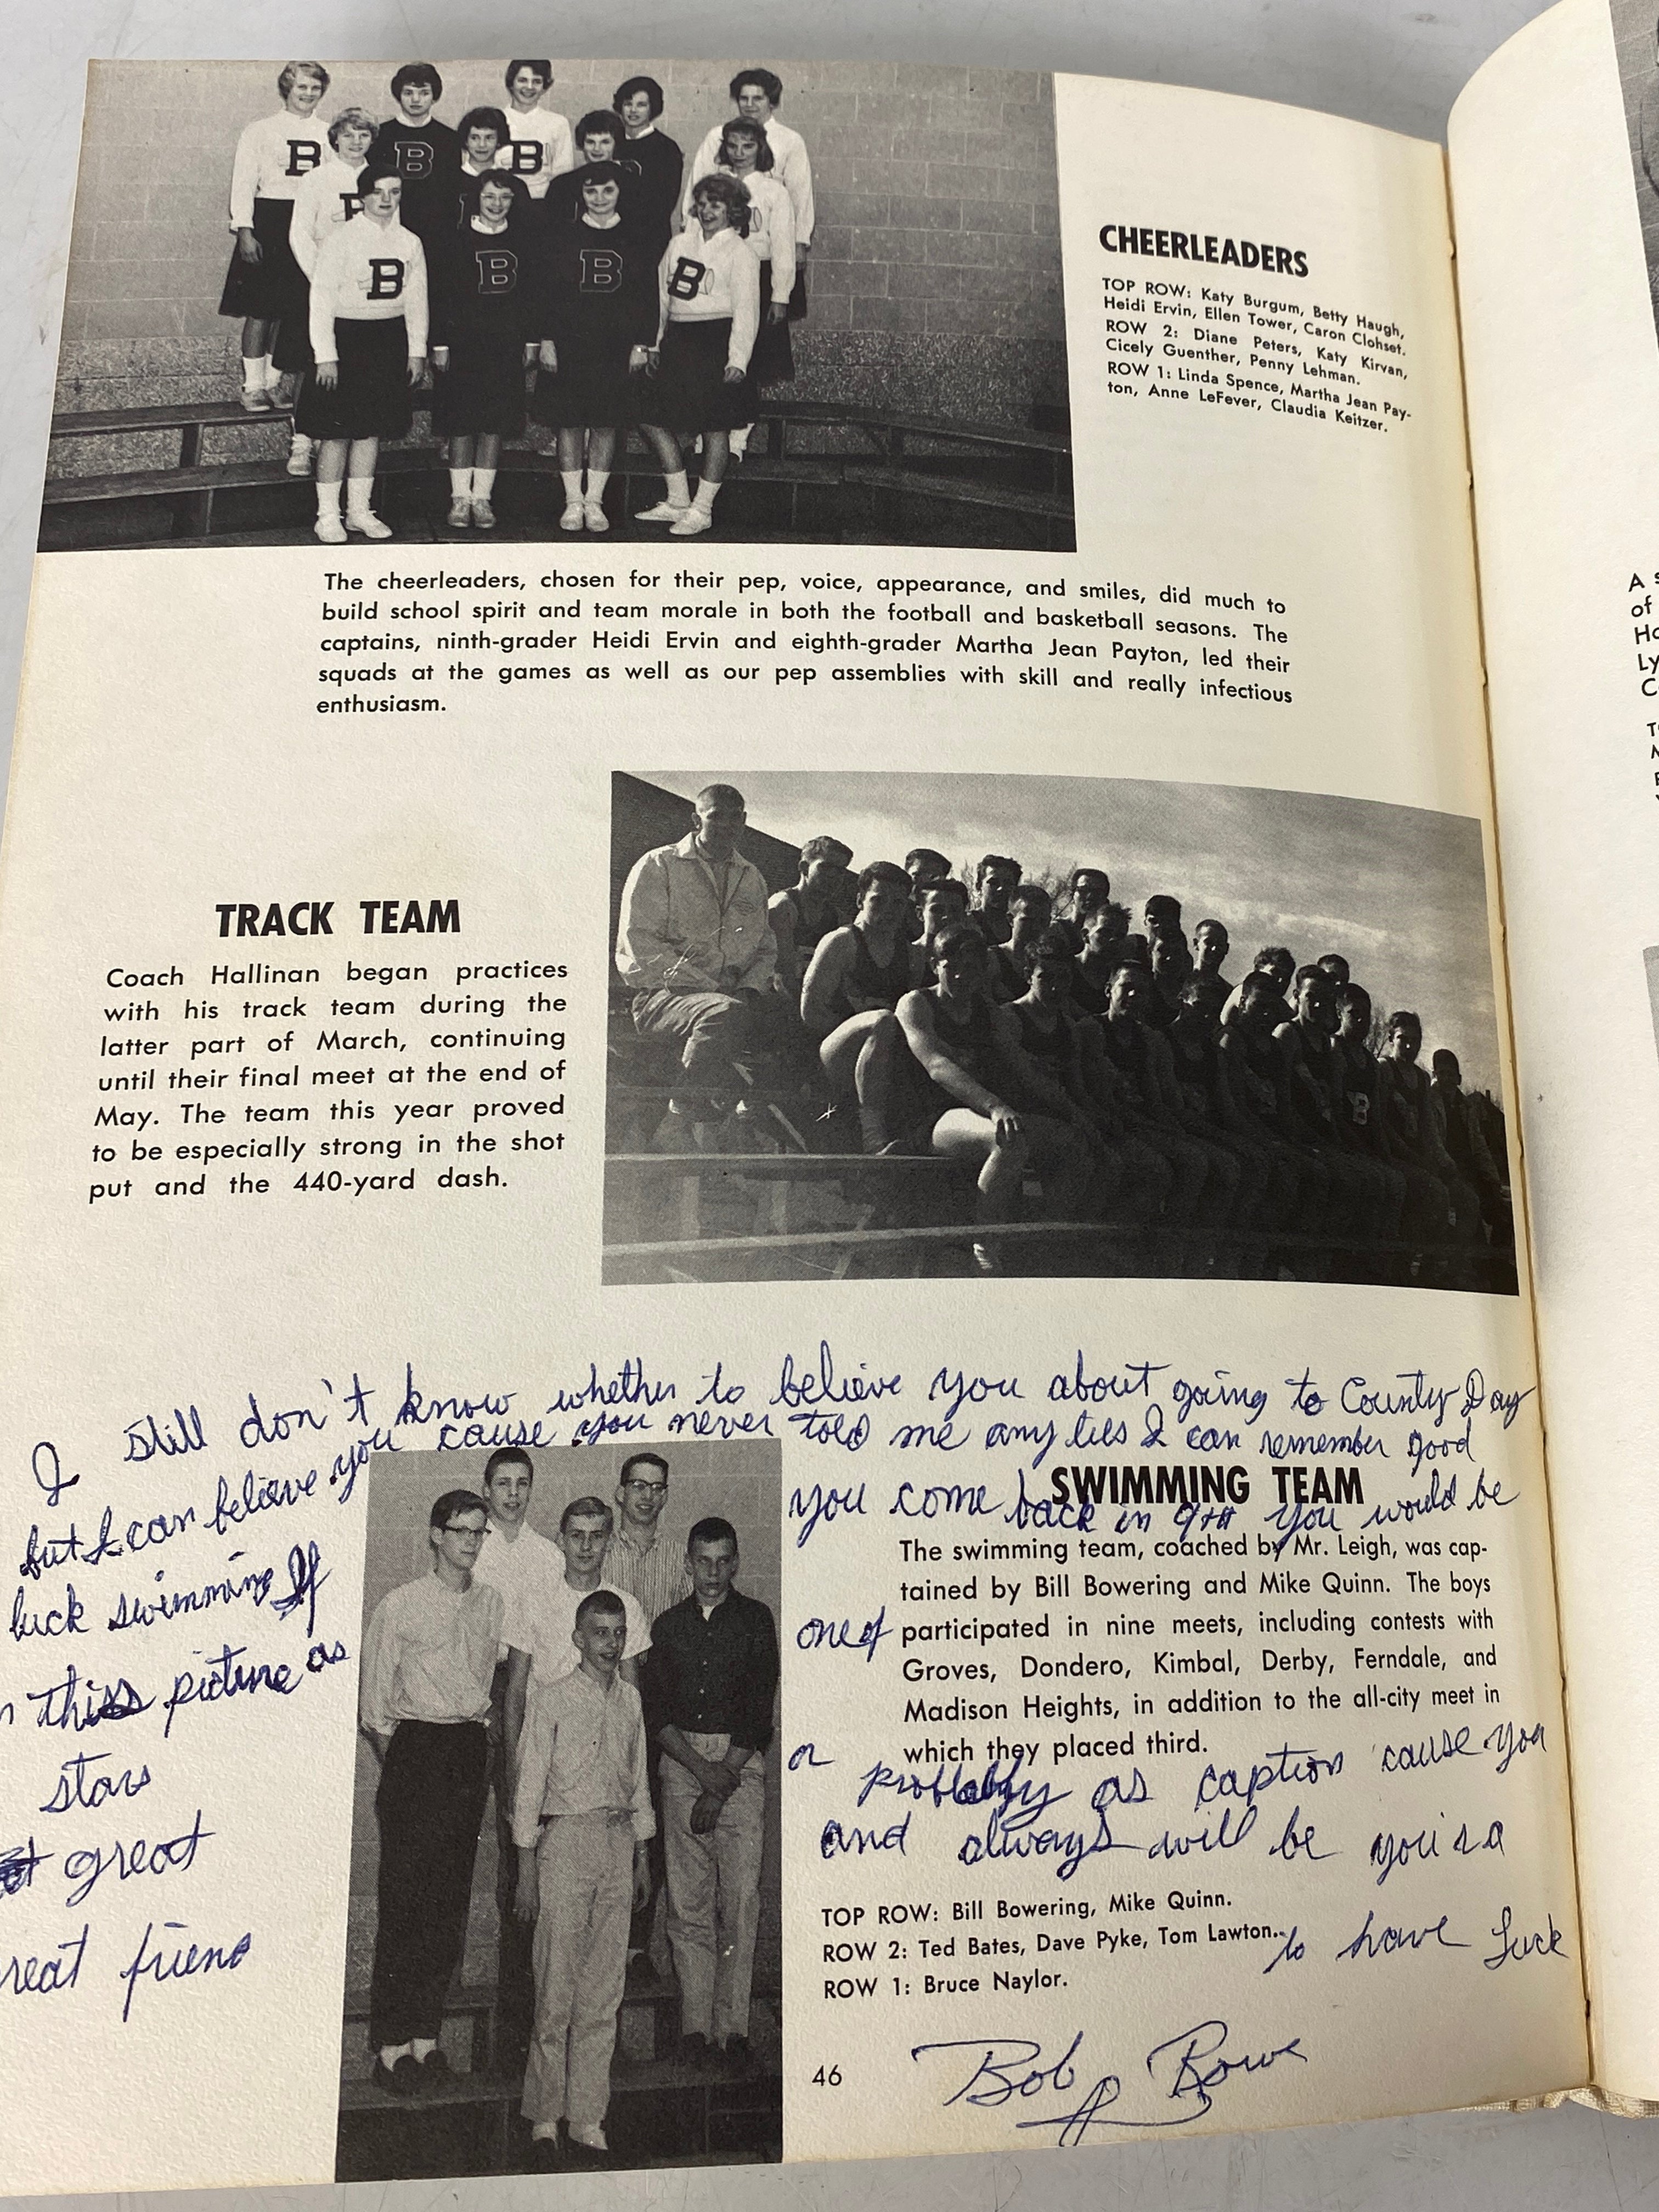 CHEERLEADERS
TOP ROW: Katy Burgum, Betty Haugh,
Heidi Ervin, Ellen Tower, Caron Clohset.
ROW 2: Diane Peters, Katy Kirvan,
Cicely Guenther, Penny Lehman.
ROW 1: Linda Spence, Martha Jean Pay-
ton, Anne LeFever, Claudia Keitzer.
The cheerleaders, chosen for their pep, voice, appearance, and smiles, did much to
build school spirit and team morale in both the football and basketball seasons. The
captains, ninth-grader Heidi Ervin and eighth-grader Martha Jean Payton, led their
squads at the games as well as our pep assemblies with skill and really infectious
enthusiasm.
TRACK TEAM
Coach Hallinan began practices
with his track team during the
latter part of March, continuing
until their final meet at the end of
May. The team this year proved
to be especially strong in the shot
put and the 440-yard dash.
I still don't know whether to believe you about going to County Day
but I can believe you cause you never told me any lies I can remember good
luck swimming If you come back in 9th you would be
one of
this picture as
or probably as caption cause you
stars and always will be
great
great friend to have Luck
Bob Rowe
SWIMMING TEAM
The swimming team, coached by Mr. Leigh, was cap-
tained by Bill Bowering and Mike Quinn. The boys
participated in nine meets, including contests with
Groves, Dondero, Kimbal, Derby, Ferndale, and
Madison Heights, in addition to the all-city meet in
which they placed third.
TOP ROW: Bill Bowering, Mike Quinn.
ROW 2: Ted Bates, Dave Pyke, Tom Lawton.
ROW 1: Bruce Naylor.
46
B
B
B
B
B
B
B
B
A
of
Ly